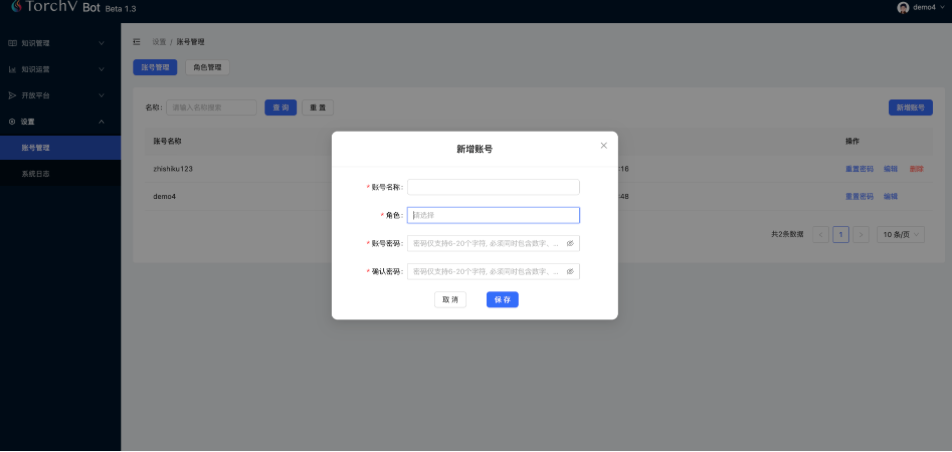 TorchV Bot Beta 1.3
demo4
知识管理
知识运营
开放平台
设置
账号管理
系统日志
设置 / 账号管理
账号管理
角色管理
名称: 请输入名称搜索
查询
重置
新增账号
账号名称
操作
zhishiku123
:16
重置密码 编辑 删除
demo4
:48
重置密码 编辑
共2条数据
1
10 条/页
新增账号
* 账号名称:
* 角色: 请选择
* 账号密码: 密码仅支持6-20个字符, 必须同时包含数字、...
* 确认密码: 密码仅支持6-20个字符, 必须同时包含数字、...
取消
保存